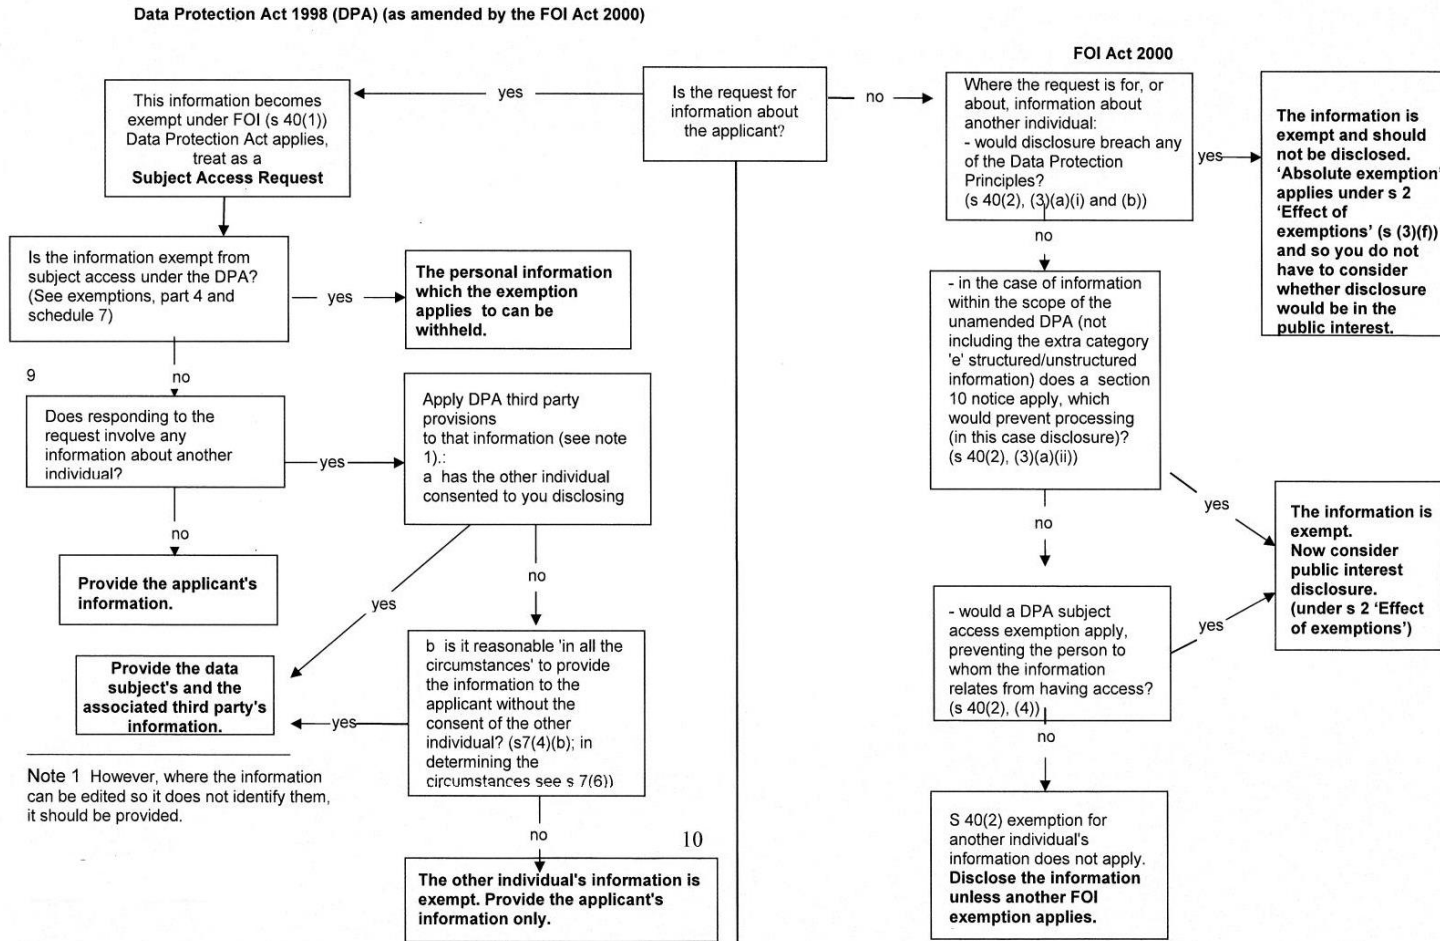 Data Protection Act 1998 (DPA) (as amended by the FOI Act 2000)
FOI Act 2000
Is the request for
information about
the applicant?
yes
no
This information becomes
exempt under FOI (s 40(1))
Data Protection Act applies,
treat as a
Subject Access Request
Is the information exempt from
subject access under the DPA?
(See exemptions, part 4 and
schedule 7)
yes
The personal information
which the exemption
applies to can be
withheld.
9
no
Does responding to the
request involve any
information about another
individual?
yes
Apply DPA third party
provisions
to that information (see note
1).:
a has the other individual
consented to you disclosing
no
Provide the applicant's
information.
yes
no
Provide the data
subject's and the
associated third party's
information.
yes
b is it reasonable 'in all the
circumstances' to provide
the information to the
applicant without the
consent of the other
individual? (s7(4)(b); in
determining the
circumstances see s 7(6))
Note 1 However, where the information
can be edited so it does not identify them,
it should be provided.
no
10
The other individual's information is
exempt. Provide the applicant's
information only.
Where the request is for, or
about, information about
another individual:
- would disclosure breach any
of the Data Protection
Principles?
(s 40(2), (3)(a)(i) and (b))
yes
The information is
exempt and should
not be disclosed.
‘Absolute exemption’
applies under s 2
‘Effect of
exemptions’ (s (3)(f))
and so you do not
have to consider
whether disclosure
would be in the
public interest.
no
- in the case of information
within the scope of the
unamended DPA (not
including the extra category
'e' structured/unstructured
information) does a section
10 notice apply, which
would prevent processing
(in this case disclosure)?
(s 40(2), (3)(a)(ii))
yes
no
The information is
exempt.
Now consider
public interest
disclosure.
(under s 2 ‘Effect
of exemptions’)
- would a DPA subject
access exemption apply,
preventing the person to
whom the information
relates from having access?
(s 40(2), (4))
yes
no
S 40(2) exemption for
another individual's
information does not apply.
Disclose the information
unless another FOI
exemption applies.